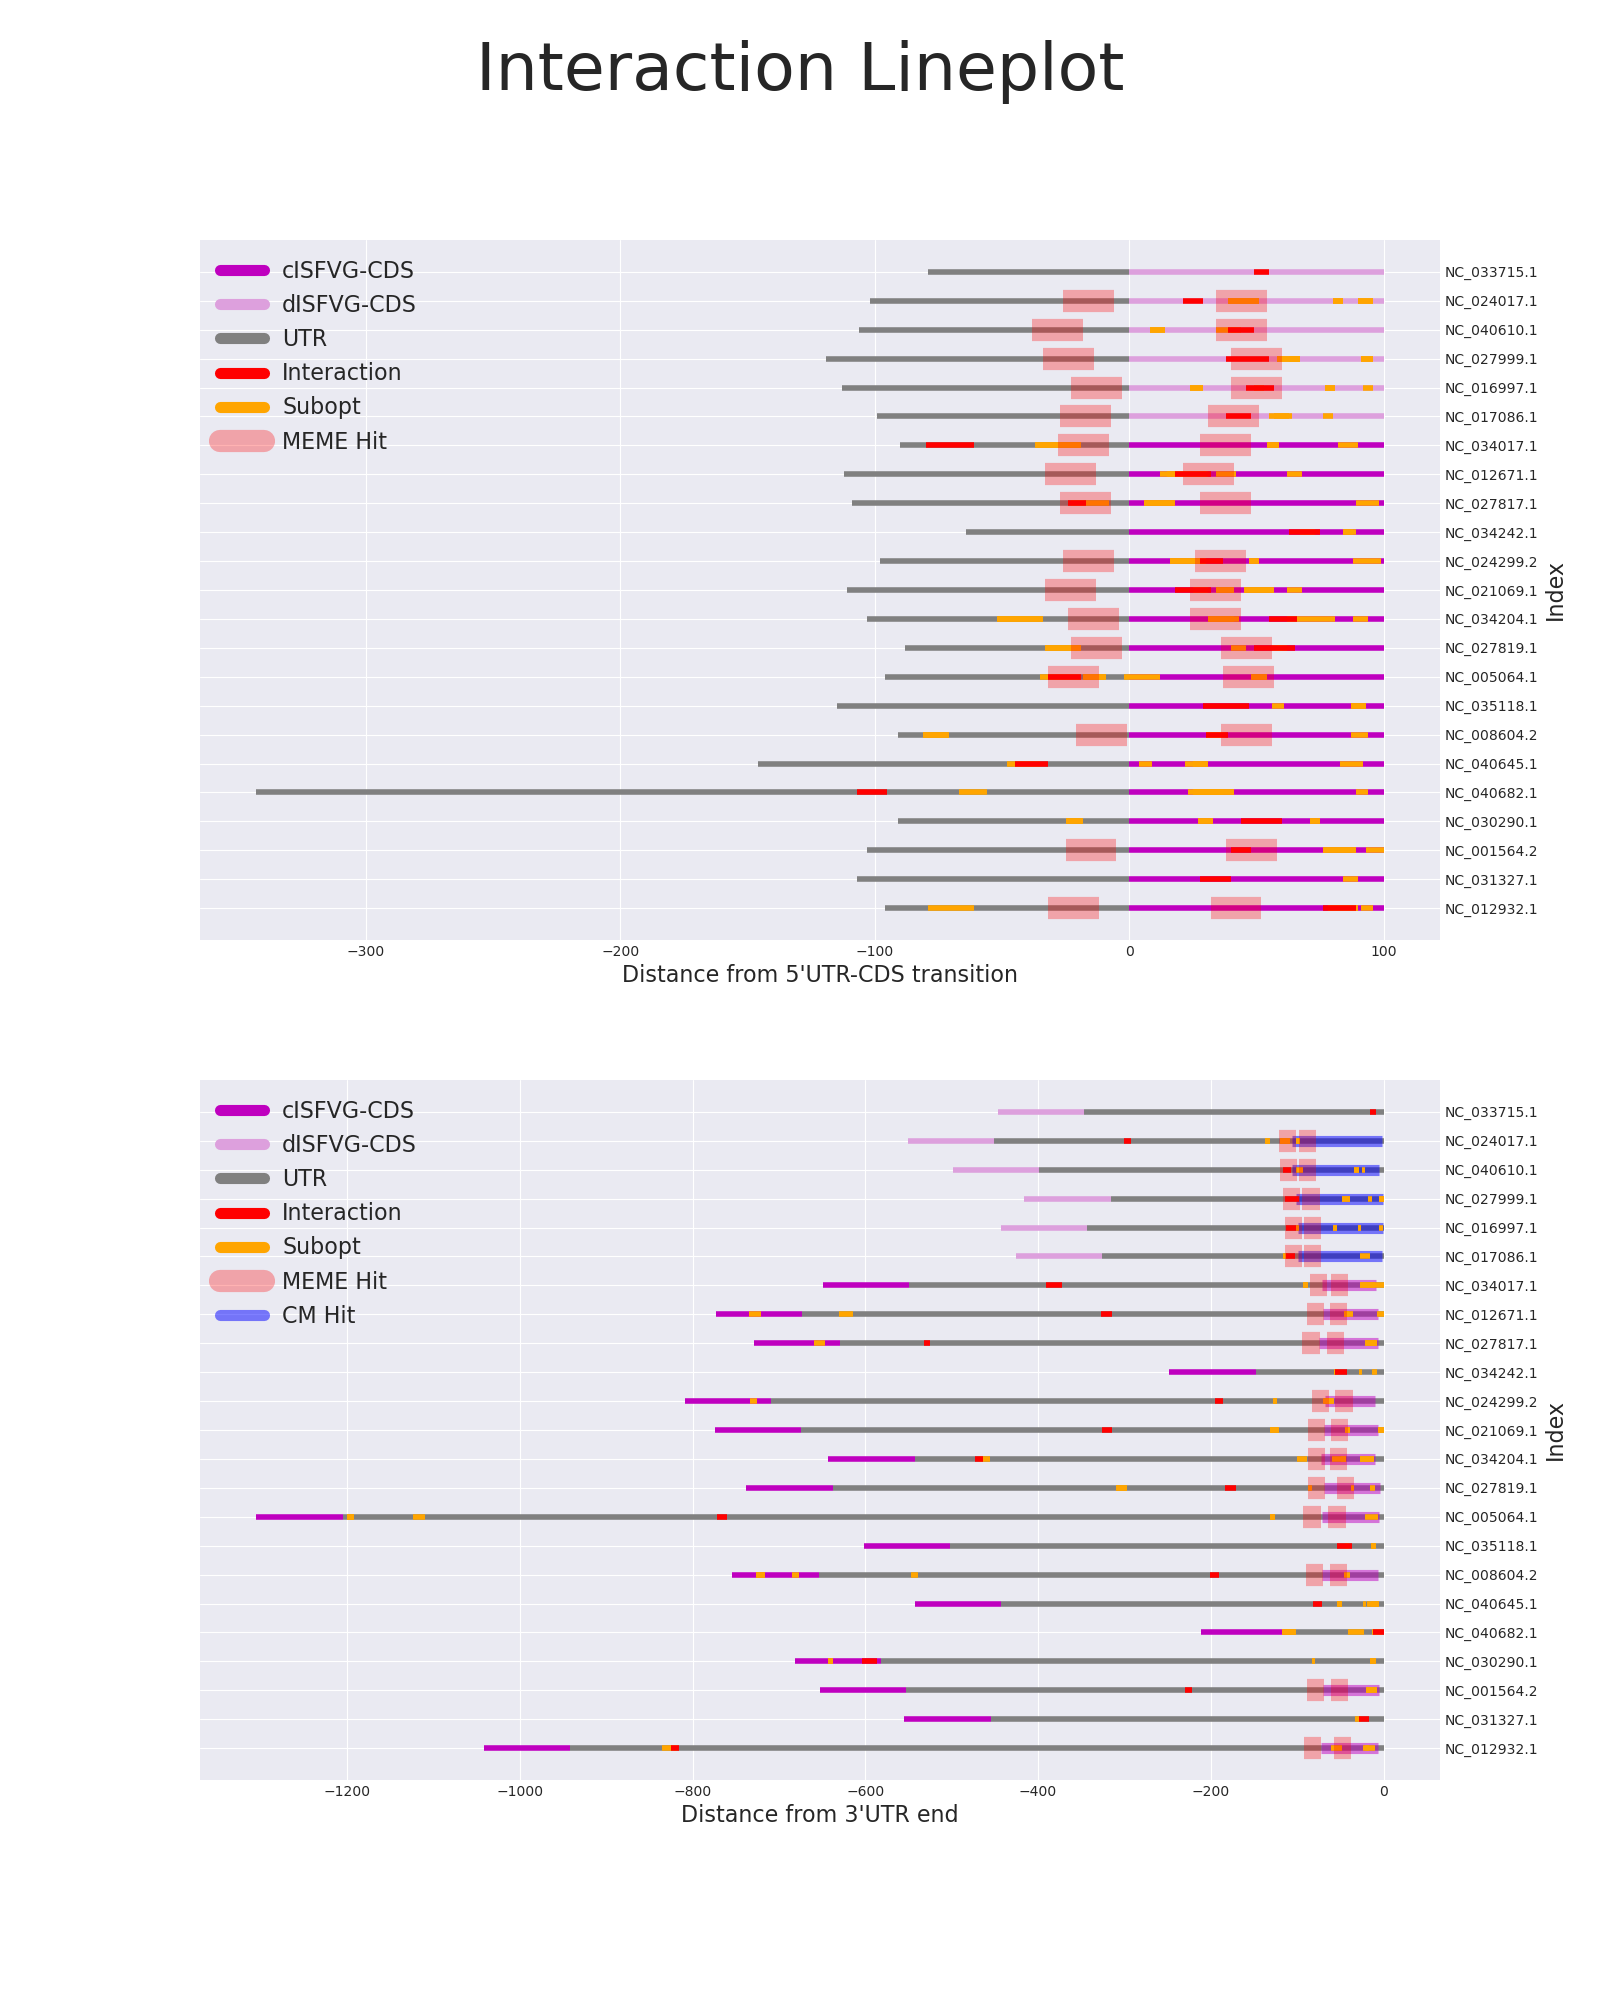 Interaction Lineplot
cISFVG-CDS
dISFVG-CDS
UTR
Interaction
Subopt
MEME Hit
NC_033715.1
NC_024017.1
NC_040610.1
NC_027999.1
NC_016997.1
NC_017086.1
NC_034017.1
NC_012671.1
NC_027817.1
NC_034242.1
NC_024299.2
NC_021069.1
NC_034204.1
NC_027819.1
NC_005064.1
NC_035118.1
NC_008604.2
NC_040645.1
NC_040682.1
NC_030290.1
NC_001564.2
NC_031327.1
NC_012932.1
Index
−300 −200 −100 0 100
Distance from 5'UTR-CDS transition
cISFVG-CDS
dISFVG-CDS
UTR
Interaction
Subopt
MEME Hit
CM Hit
NC_033715.1
NC_024017.1
NC_040610.1
NC_027999.1
NC_016997.1
NC_017086.1
NC_034017.1
NC_012671.1
NC_027817.1
NC_034242.1
NC_024299.2
NC_021069.1
NC_034204.1
NC_027819.1
NC_005064.1
NC_035118.1
NC_008604.2
NC_040645.1
NC_040682.1
NC_030290.1
NC_001564.2
NC_031327.1
NC_012932.1
Index
−1200 −1000 −800 −600 −400 −200 0
Distance from 3'UTR end